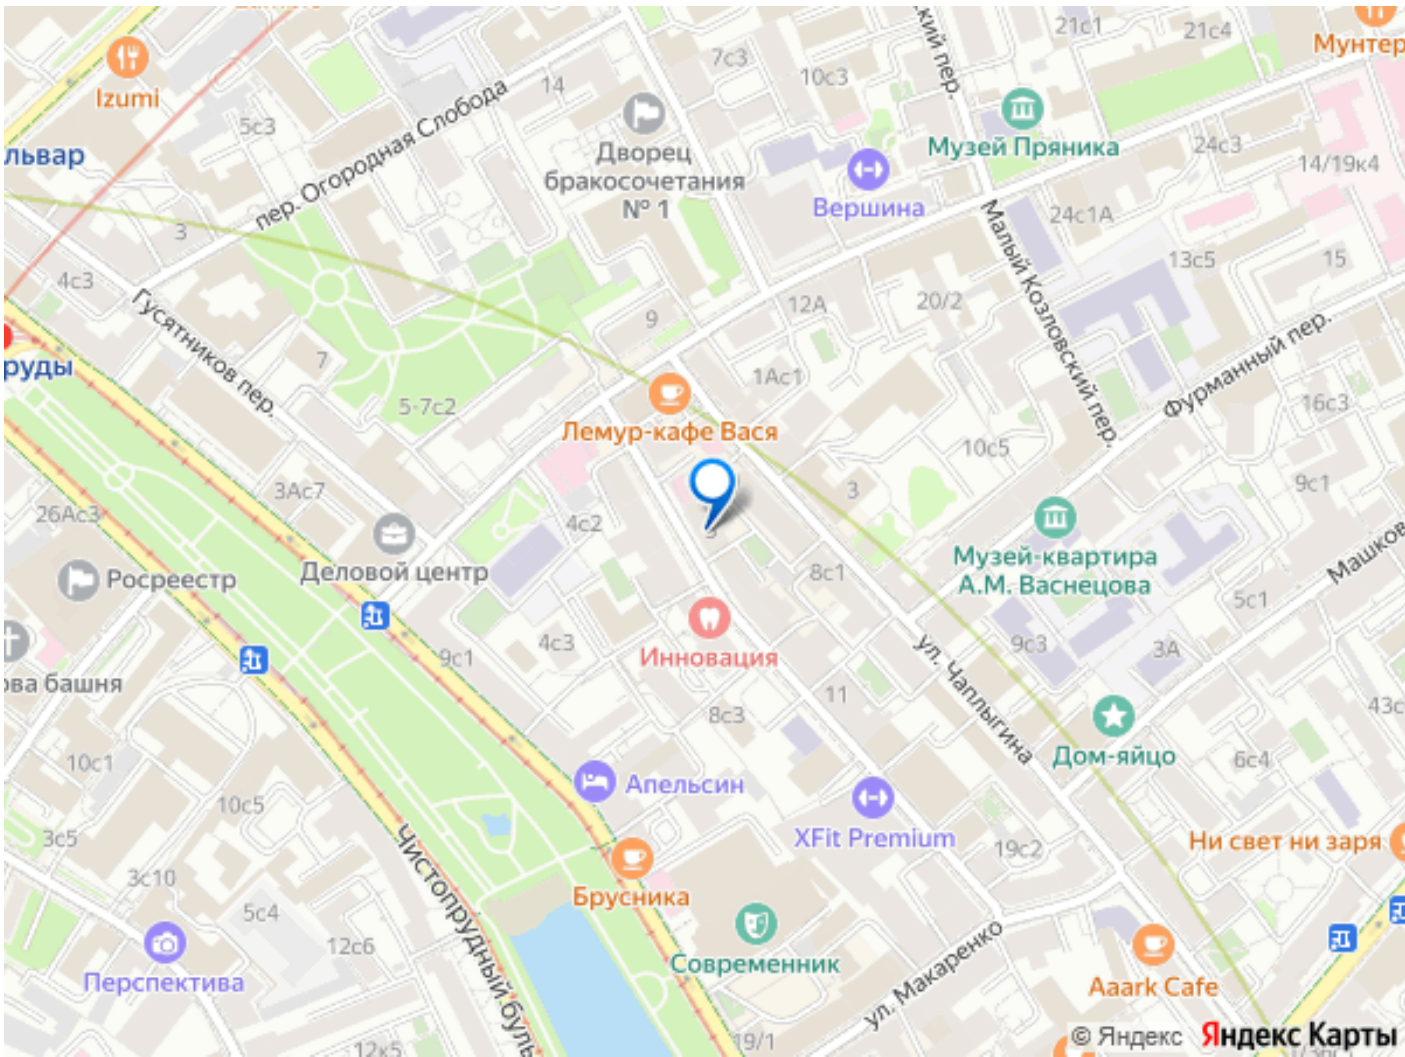 21с1
21с4
ский пер.
Мунтер
7с3
10с3
Izumi
14
5с3
пер. Огородная Слобода
Музей Пряника
24с3
14/19к4
львар
Дворец
бракосочетания
№ 1
Вершина
24с1А
3
Малый Козловский пер.
13с5
15
4с3
Гусятников пер.
20/2
12А
9
Фурманный пер.
7
руды
1Ас1
16с3
5-7с2
Лемур-кафе Вася
10с5
9с1
3Ас7
3
26Ас3
4с2
Музей-квартира
А.М. Васнецова
Машков
Деловой центр
Росреестр
8с1
5с1
9с1
4с3
Инновация
ул. Чаплыгина
9с3
3А
ова башня
11
8с3
43с
Дом-яйцо
10с1
6с4
Апельсин
10с5
XFit Premium
19с2
Ни свет ни заря
3с5
Чистопрудный буль
3с10
Брусника
5с4
12с6
ул. Макаренко
Современник
Перспектива
Aaark Cafe
19/1
12к5
© Яндекс Яндекс Карты